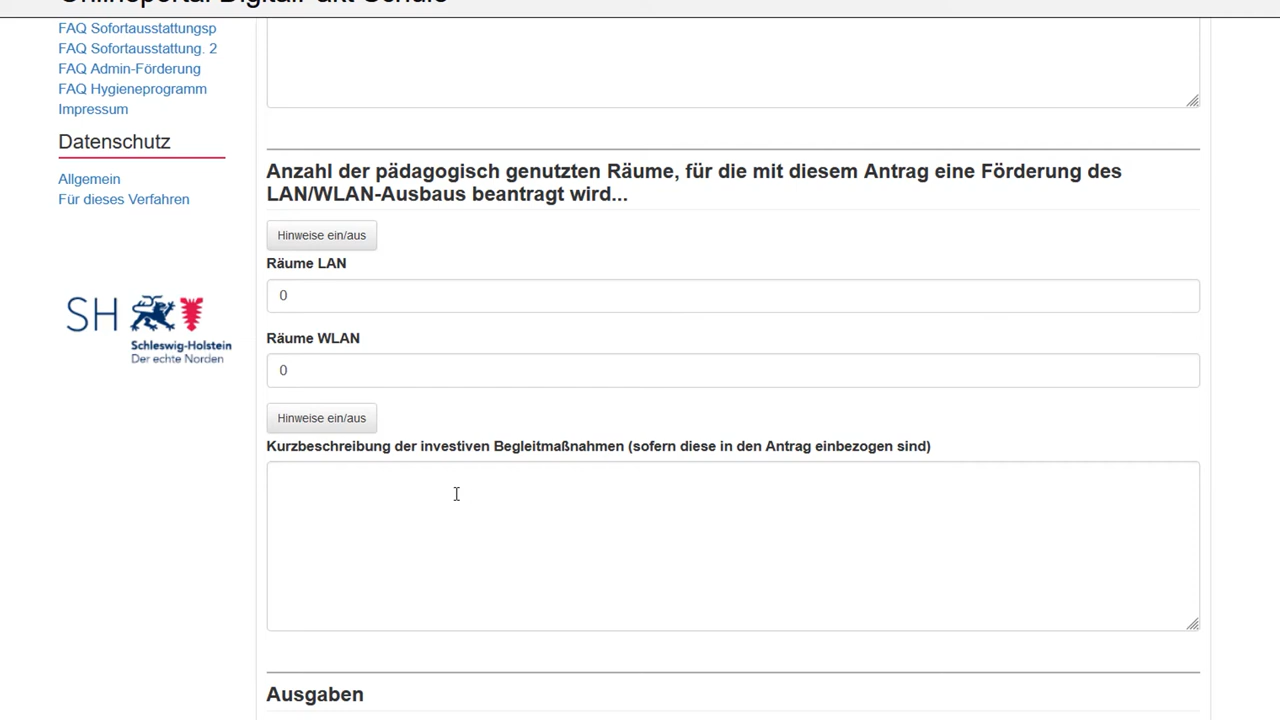 FAQ Sofortausstattungsp
FAQ Sofortausstattung. 2
FAQ Admin-Förderung
FAQ Hygieneprogramm
Impressum
Datenschutz
Allgemein
Für dieses Verfahren
SH
Schleswig-Holstein
Der echte Norden
Anzahl der pädagogisch genutzten Räume, für die mit diesem Antrag eine Förderung des
LAN/WLAN-Ausbaus beantragt wird...
Hinweise ein/aus
Räume LAN
0
Räume WLAN
0
Hinweise ein/aus
Kurzbeschreibung der investiven Begleitmaßnahmen (sofern diese in den Antrag einbezogen sind)
Ausgaben